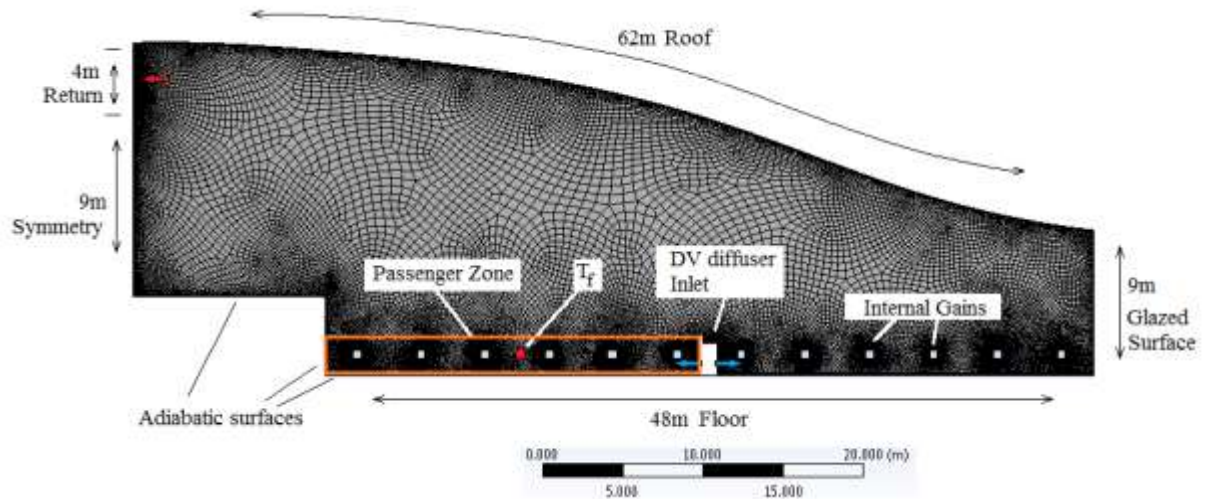 62m Roof
4m
Return
9m
Symmetry
Passenger Zone
T_f
DV diffuser
Inlet
Internal Gains
9m
Glazed
Surface
Adiabatic surfaces
48m Floor
0.000
10.000
20.000 (m)
5.000
15.000